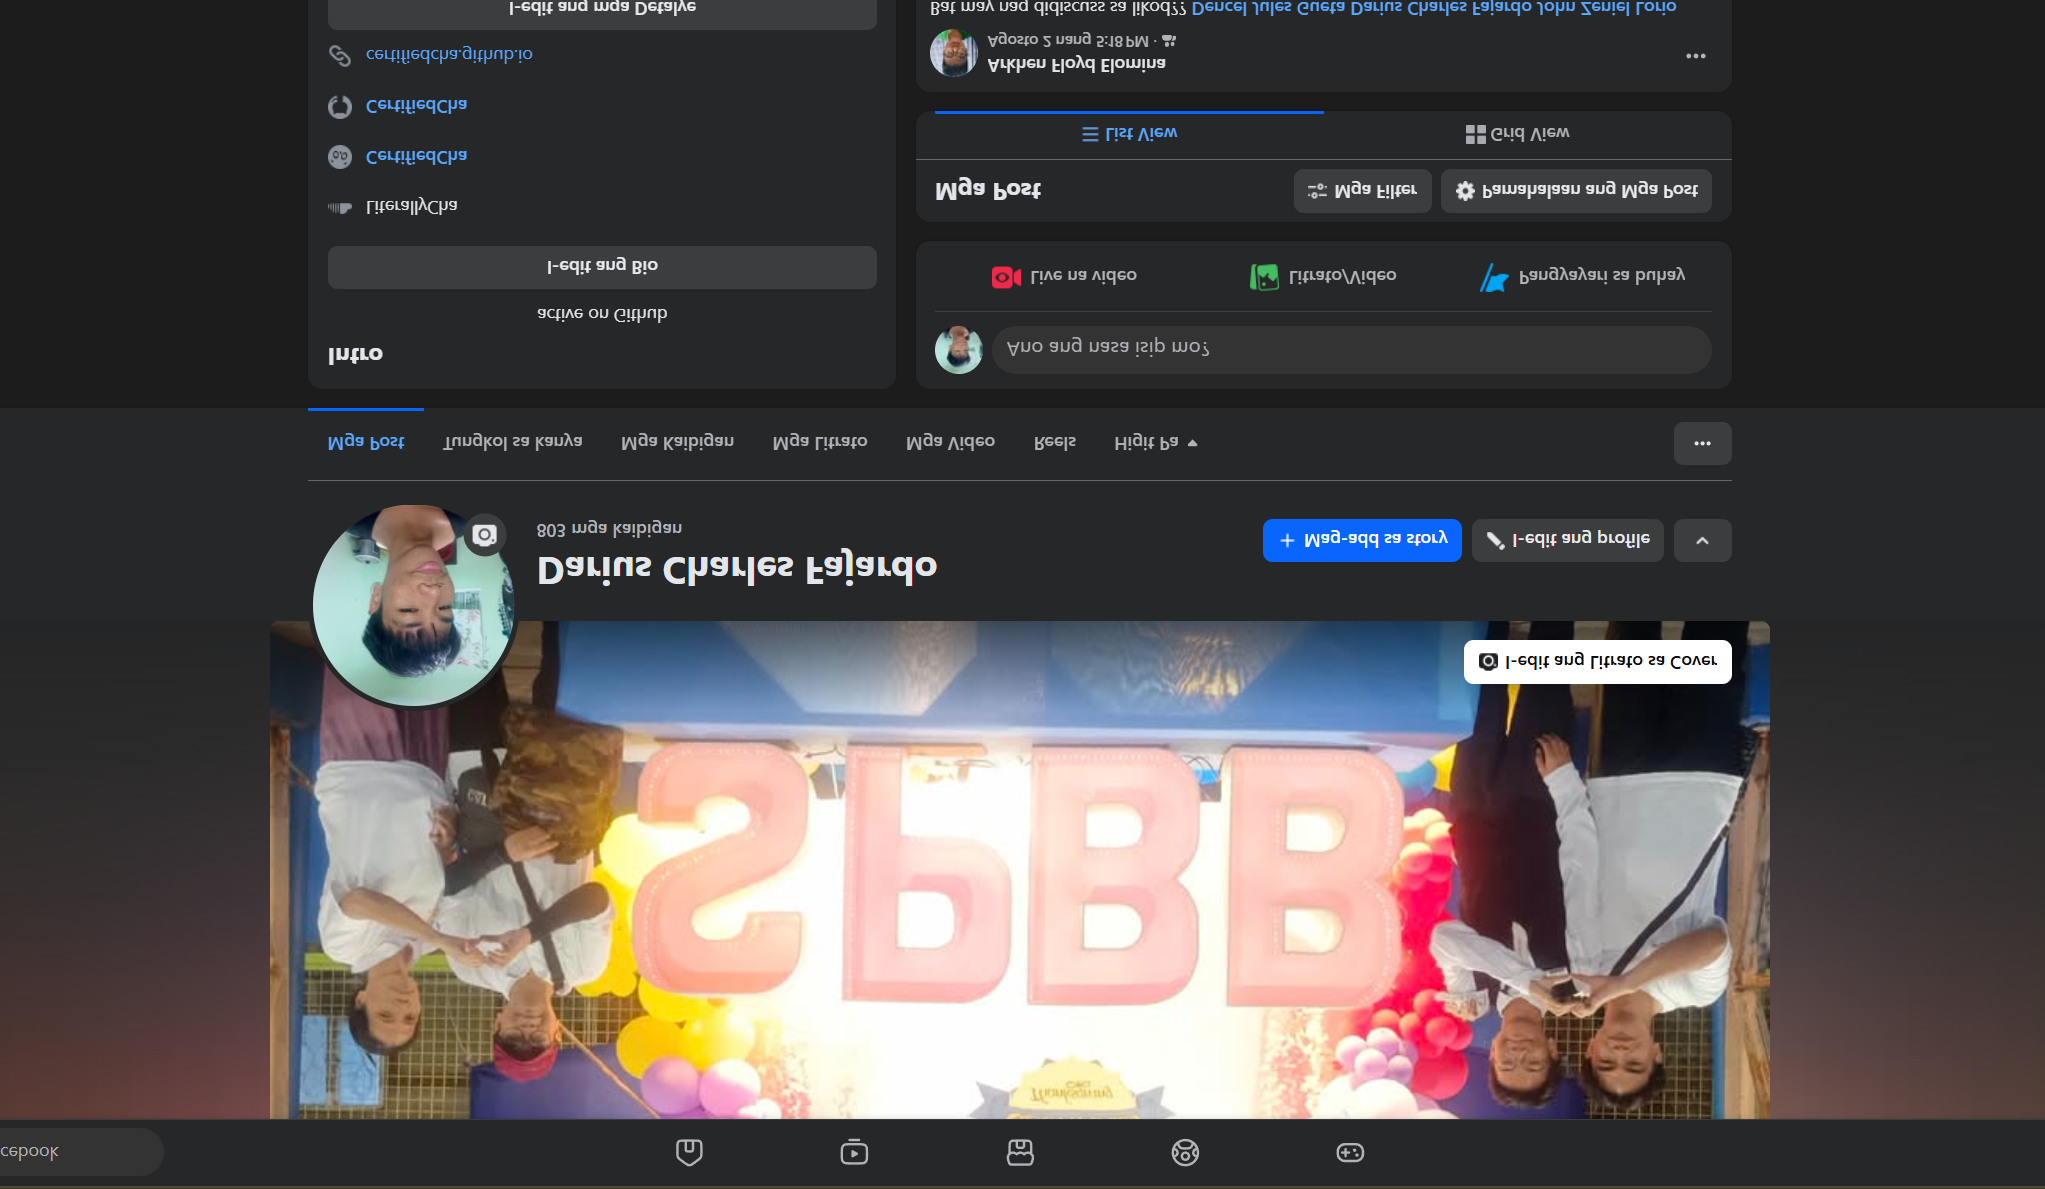 cebook
Thanksgiving
SPBB
I-edit ang Litrato sa Cover
Darius Charles Fajardo
803 mga kaibigan
Mag-add sa story
I-edit ang profile
Mga Post
Tungkol sa kanya
Mga Kaibigan
Mga Litrato
Mga Video
Reels
Higit Pa
Intro
active on Github
I-edit ang Bio
LiterallyCha
CertifiedCha
CertifiedCha
certifiedcha.github.io
I-edit ang mga Detalye
Ano ang nasa isip mo?
Live na video
Litrato/Video
Pangyayari sa buhay
Mga Post
Mga Filter
Pamahalaan ang Mga Post
List View
Grid View
Arkhen Floyd Elomina
Agosto 2 nang 5:18 PM ·
Bat may nag didiscuss sa likod?? Dencel Jules Gueta Darius Charles Fajardo John Zeniel Lorio